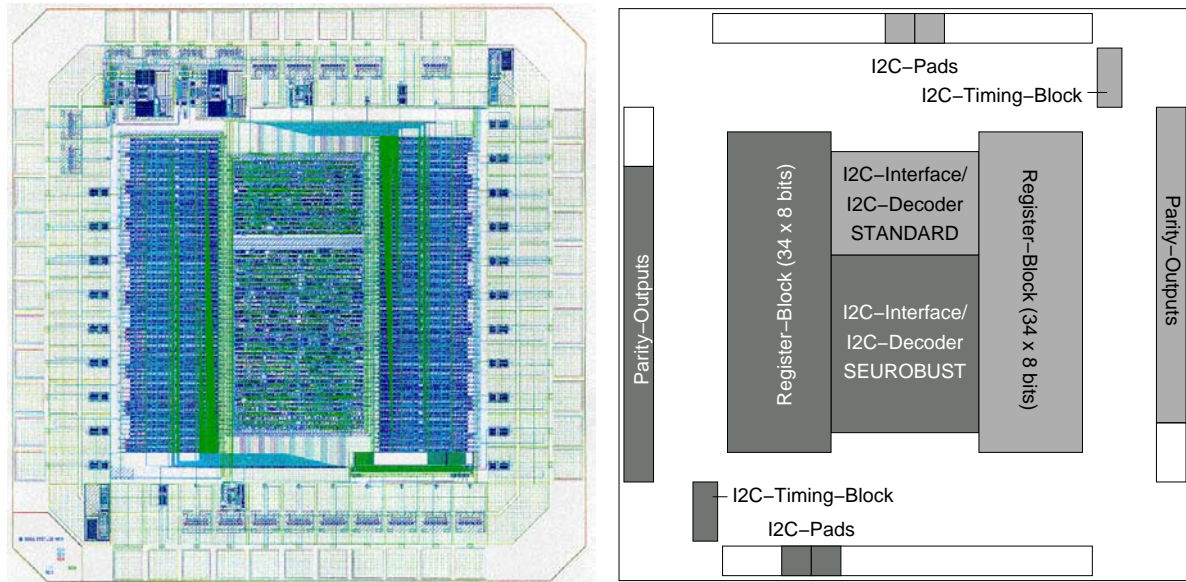 I2C–Pads
I2C–Timing–Block
Parity–Outputs
Register–Block (34 x 8 bits)
I2C–Interface/
I2C–Decoder
STANDARD
I2C–Interface/
I2C–Decoder
SEUROBUST
Register–Block (34 x 8 bits)
Parity–Outputs
I2C–Timing–Block
I2C–Pads